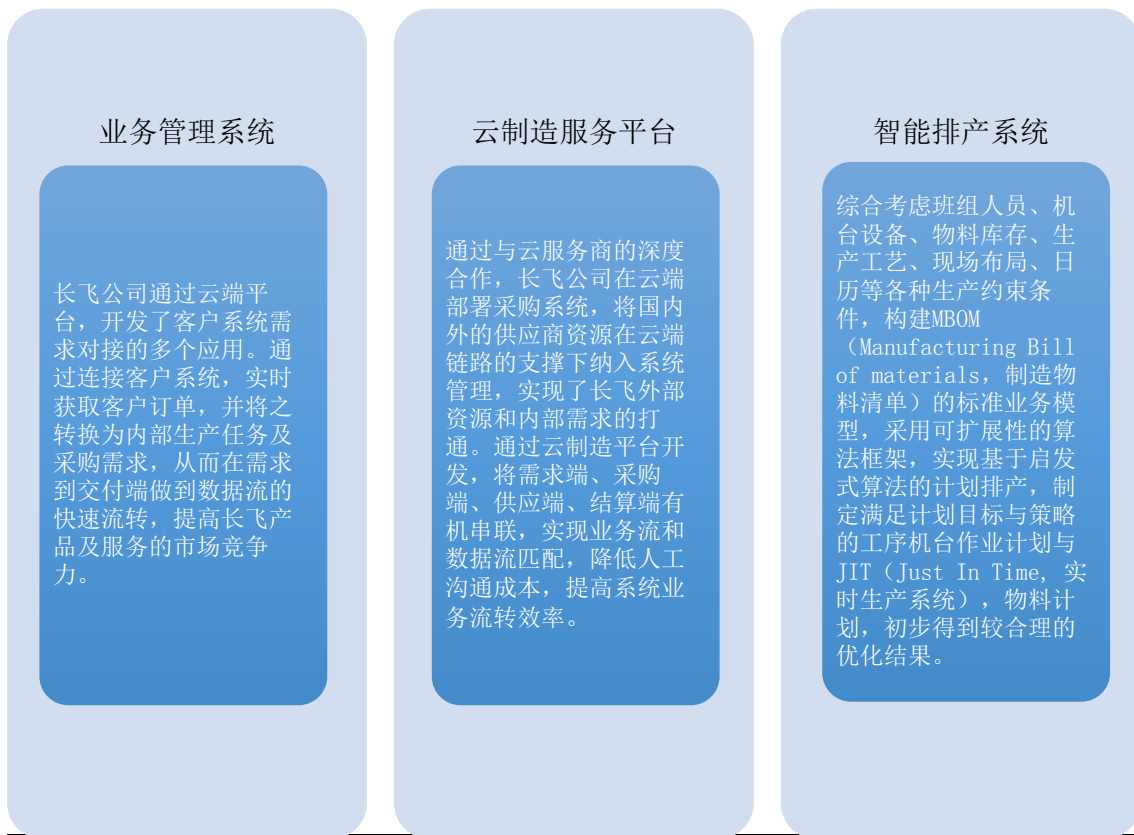 业务管理系统
长飞公司通过云端平
台，开发了客户系统需
求对接的多个应用。通
过连接客户系统，实时
获取客户订单，并将之
转换为内部生产任务及
采购需求，从而在需求
到交付端做到数据流的
快速流转，提高长飞产
品及服务的市场竞争
力。
云制造服务平台
通过与云服务商的深度
合作，长飞公司在云端
部署采购系统，将国内
外的供应商资源在云端
链路的支撑下纳入系统
管理，实现了长飞外部
资源和内部需求的打
通。通过云制造平台开
发，将需求端、采购
端、供应端、结算端有
机串联，实现业务流和
数据流匹配，降低人工
沟通成本，提高系统业
务流转效率。
智能排产系统
综合考虑班组人员、机
台设备、物料库存、生
产工艺、现场布局、日
历等各种生产约束条
件，构建MBOM
（Manufacturing Bill
of materials，制造物
料清单）的标准业务模
型，采用可扩展性的算
法框架，实现基于启发
式算法的计划排产，制
定满足计划目标与策略
的工序机台作业计划与
JIT（Just In Time, 实
时生产系统），物料计
划，初步得到较合理的
优化结果。